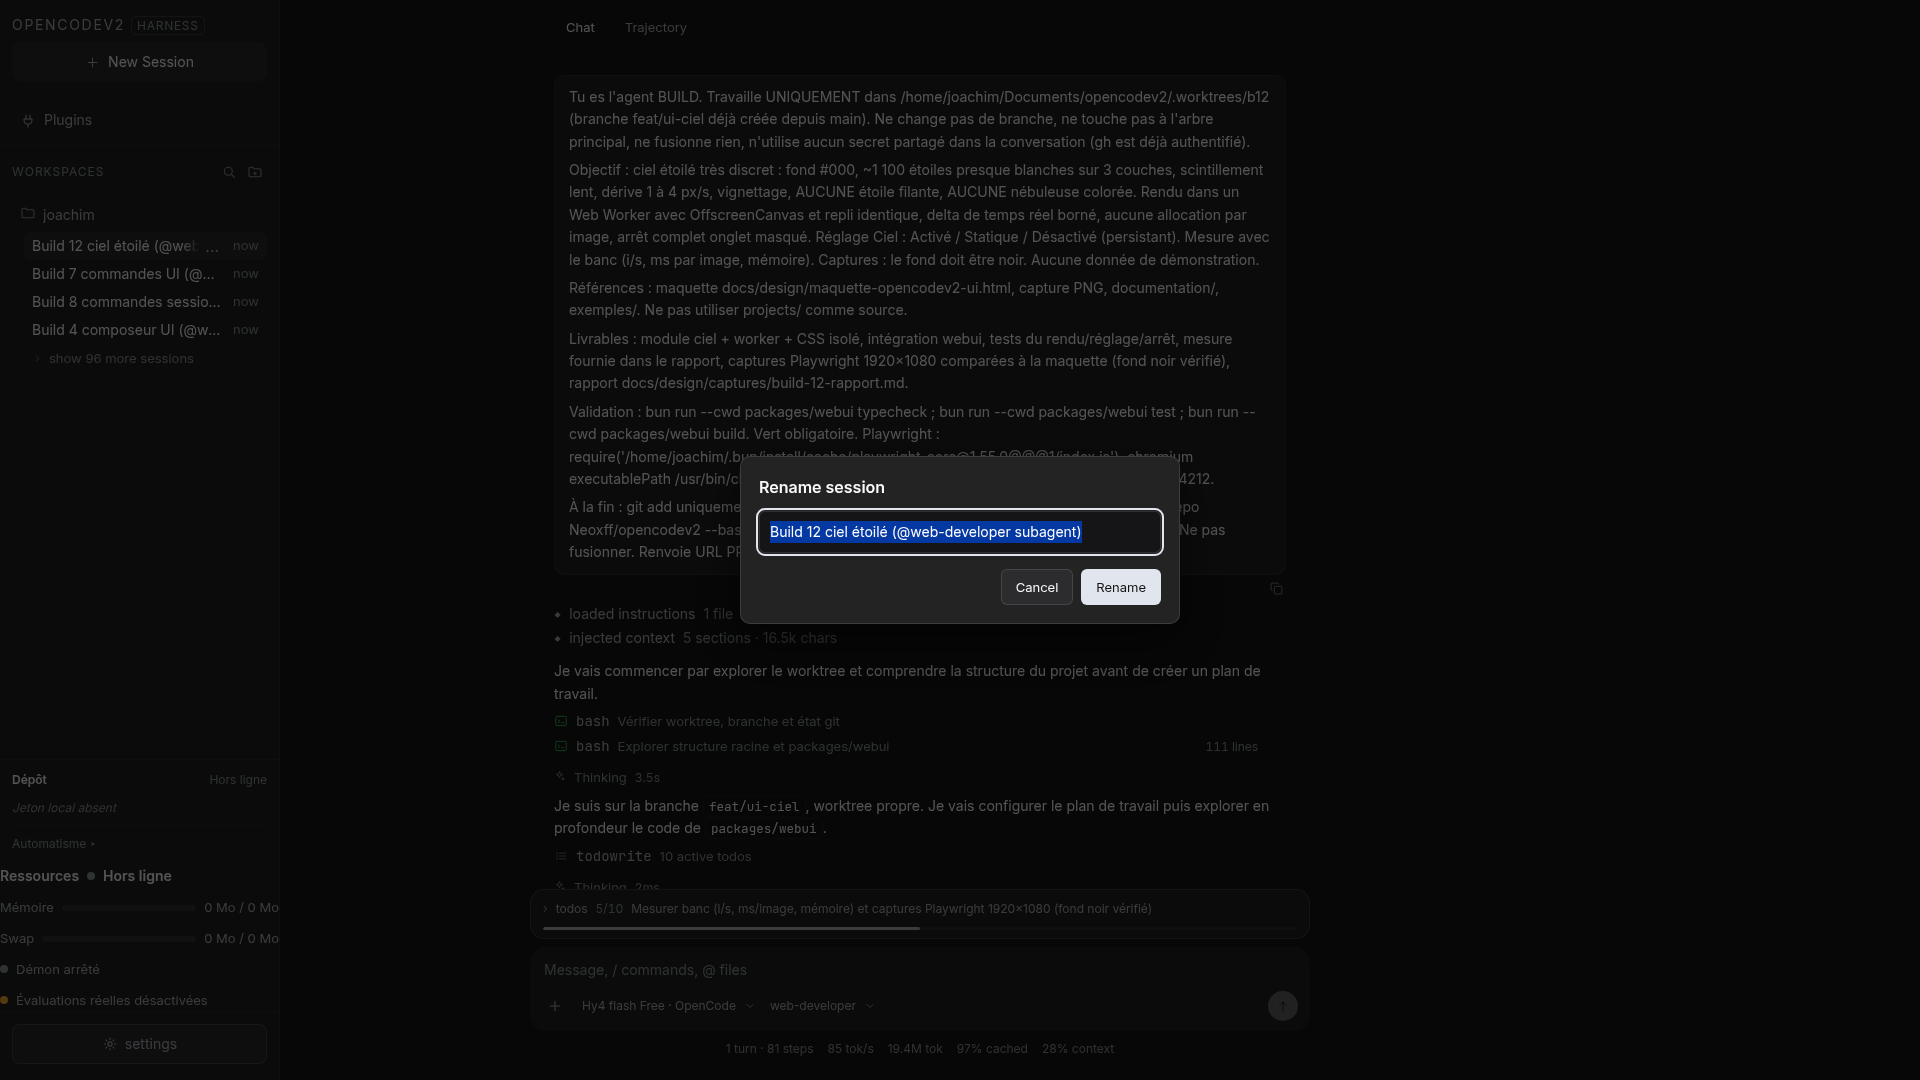 OPENCODEV2 HARNESS
New Session
Plugins
WORKSPACES
joachim
Build 12 ciel étoilé (@web ... now
Build 7 commandes UI (@... now
Build 8 commandes sessio... now
Build 4 composeur UI (@w... now
show 96 more sessions
Dépôt Hors ligne
Jeton local absent
Automatisme
Ressources Hors ligne
Mémoire 0 Mo / 0 Mo
Swap 0 Mo / 0 Mo
Démon arrêté
Évaluations réelles désactivées
settings
Chat Trajectory
Tu es l'agent BUILD. Travaille UNIQUEMENT dans /home/joachim/Documents/opencodev2/.worktrees/b12
(branche feat/ui-ciel déjà créée depuis main). Ne change pas de branche, ne touche pas à l'arbre
principal, ne fusionne rien, n'utilise aucun secret partagé dans la conversation (gh est déjà authentifié).
Objectif : ciel étoilé très discret : fond #000, ~1 100 étoiles presque blanches sur 3 couches, scintillement
lent, dérive 1 à 4 px/s, vignettage, AUCUNE étoile filante, AUCUNE nébuleuse colorée. Rendu dans un
Web Worker avec OffscreenCanvas et repli identique, delta de temps réel borné, aucune allocation par
image, arrêt complet onglet masqué. Réglage Ciel : Activé / Statique / Désactivé (persistant). Mesure avec
le banc (i/s, ms par image, mémoire). Captures : le fond doit être noir. Aucune donnée de démonstration.
Références : maquette docs/design/maquette-opencodev2-ui.html, capture PNG, documentation/,
exemples/. Ne pas utiliser projects/ comme source.
Livrables : module ciel + worker + CSS isolé, intégration webui, tests du rendu/réglage/arrêt, mesure
fournie dans le rapport, captures Playwright 1920×1080 comparées à la maquette (fond noir vérifié),
rapport docs/design/captures/build-12-rapport.md.
Validation : bun run --cwd packages/webui typecheck ; bun run --cwd packages/webui test ; bun run --
cwd packages/webui build. Vert obligatoire. Playwright :
require('/home/joachim/.bun/install/cache/playwright-core@1.55.0@@@1/index.js'), chromium
executablePath /usr/bin/c 4212.
À la fin : git add uniqueme epo
Neoxff/opencodev2 --bas Ne pas
fusionner. Renvoie URL PR
Rename session
Build 12 ciel étoilé (@web-developer subagent)
Cancel Rename
loaded instructions 1 file
injected context 5 sections · 16.5k chars
Je vais commencer par explorer le worktree et comprendre la structure du projet avant de créer un plan de
travail.
bash Vérifier worktree, branche et état git
bash Explorer structure racine et packages/webui 111 lines
Thinking 3.5s
Je suis sur la branche feat/ui-ciel , worktree propre. Je vais configurer le plan de travail puis explorer en
profondeur le code de packages/webui .
todowrite 10 active todos
Thinking 2ms
todos 5/10 Mesurer banc (i/s, ms/image, mémoire) et captures Playwright 1920×1080 (fond noir vérifié)
Message, / commands, @ files
Hy4 flash Free · OpenCode web-developer
1 turn · 81 steps 85 tok/s 19.4M tok 97% cached 28% context